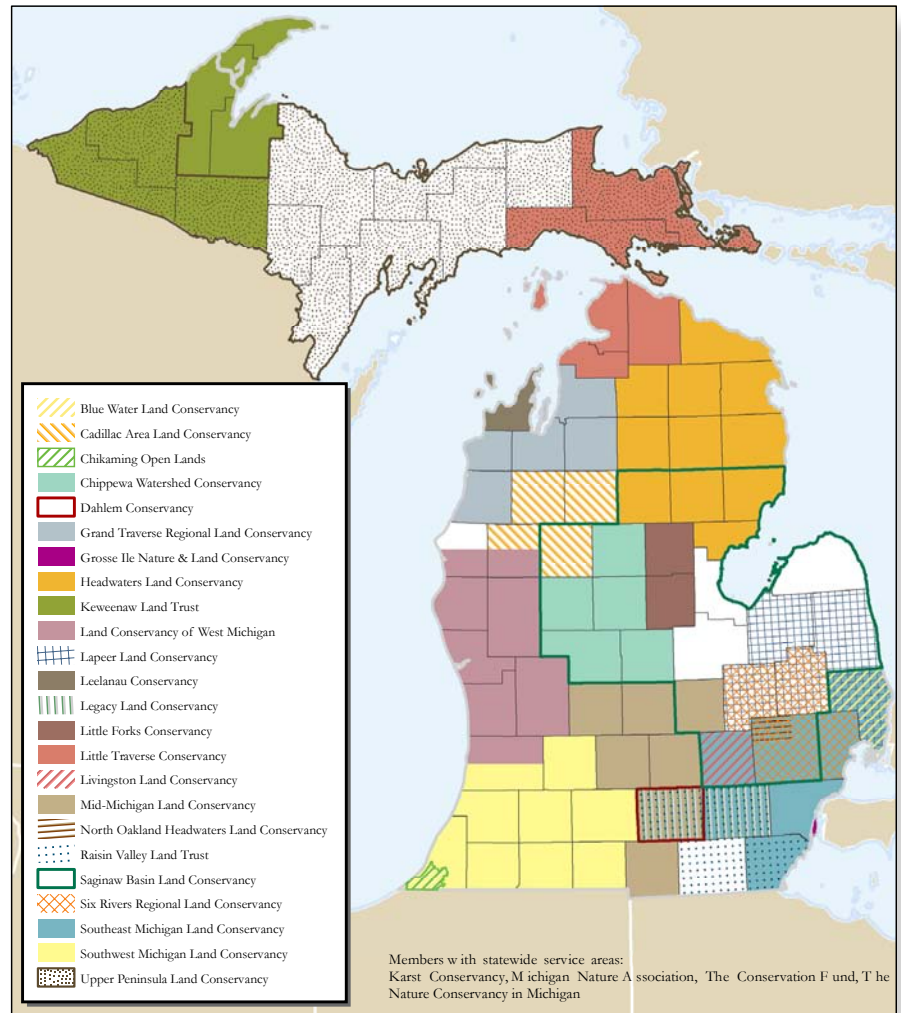 Blue Water Land Conservancy
Cadillac Area Land Conservancy
Chikaming Open Lands
Chippewa Watershed Conservancy
Dahlem Conservancy
Grand Traverse Regional Land Conservancy
Grosse Ile Nature & Land Conservancy
Headwaters Land Conservancy
Keweenaw Land Trust
Land Conservancy of West Michigan
Lapeer Land Conservancy
Leelanau Conservancy
Legacy Land Conservancy
Little Forks Conservancy
Little Traverse Conservancy
Livingston Land Conservancy
Mid-Michigan Land Conservancy
North Oakland Headwaters Land Conservancy
Raisin Valley Land Trust
Saginaw Basin Land Conservancy
Six Rivers Regional Land Conservancy
Southeast Michigan Land Conservancy
Southwest Michigan Land Conservancy
Upper Peninsula Land Conservancy
Members w ith statewide service areas:
Karst Conservancy, M ichigan Nature A ssociation, The Conservation F und, T he
Nature Conservancy in Michigan